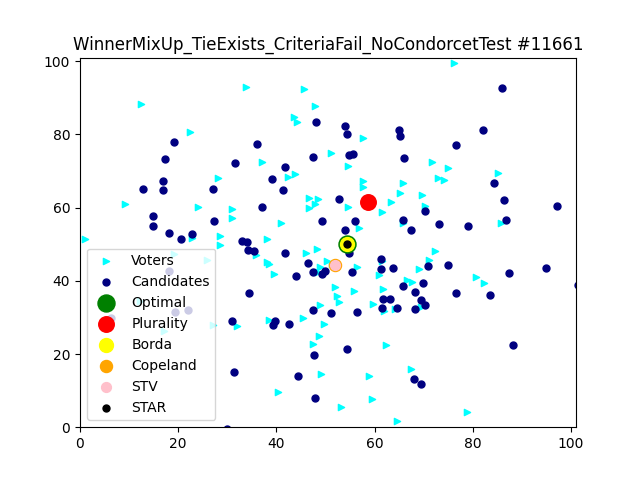 WinnerMixUp_TieExists_CriteriaFail_NoCondorcetTest #11661
100
80
60
40
20
0
Voters
Candidates
Optimal
Plurality
Borda
Copeland
STV
STAR
0 20 40 60 80 100